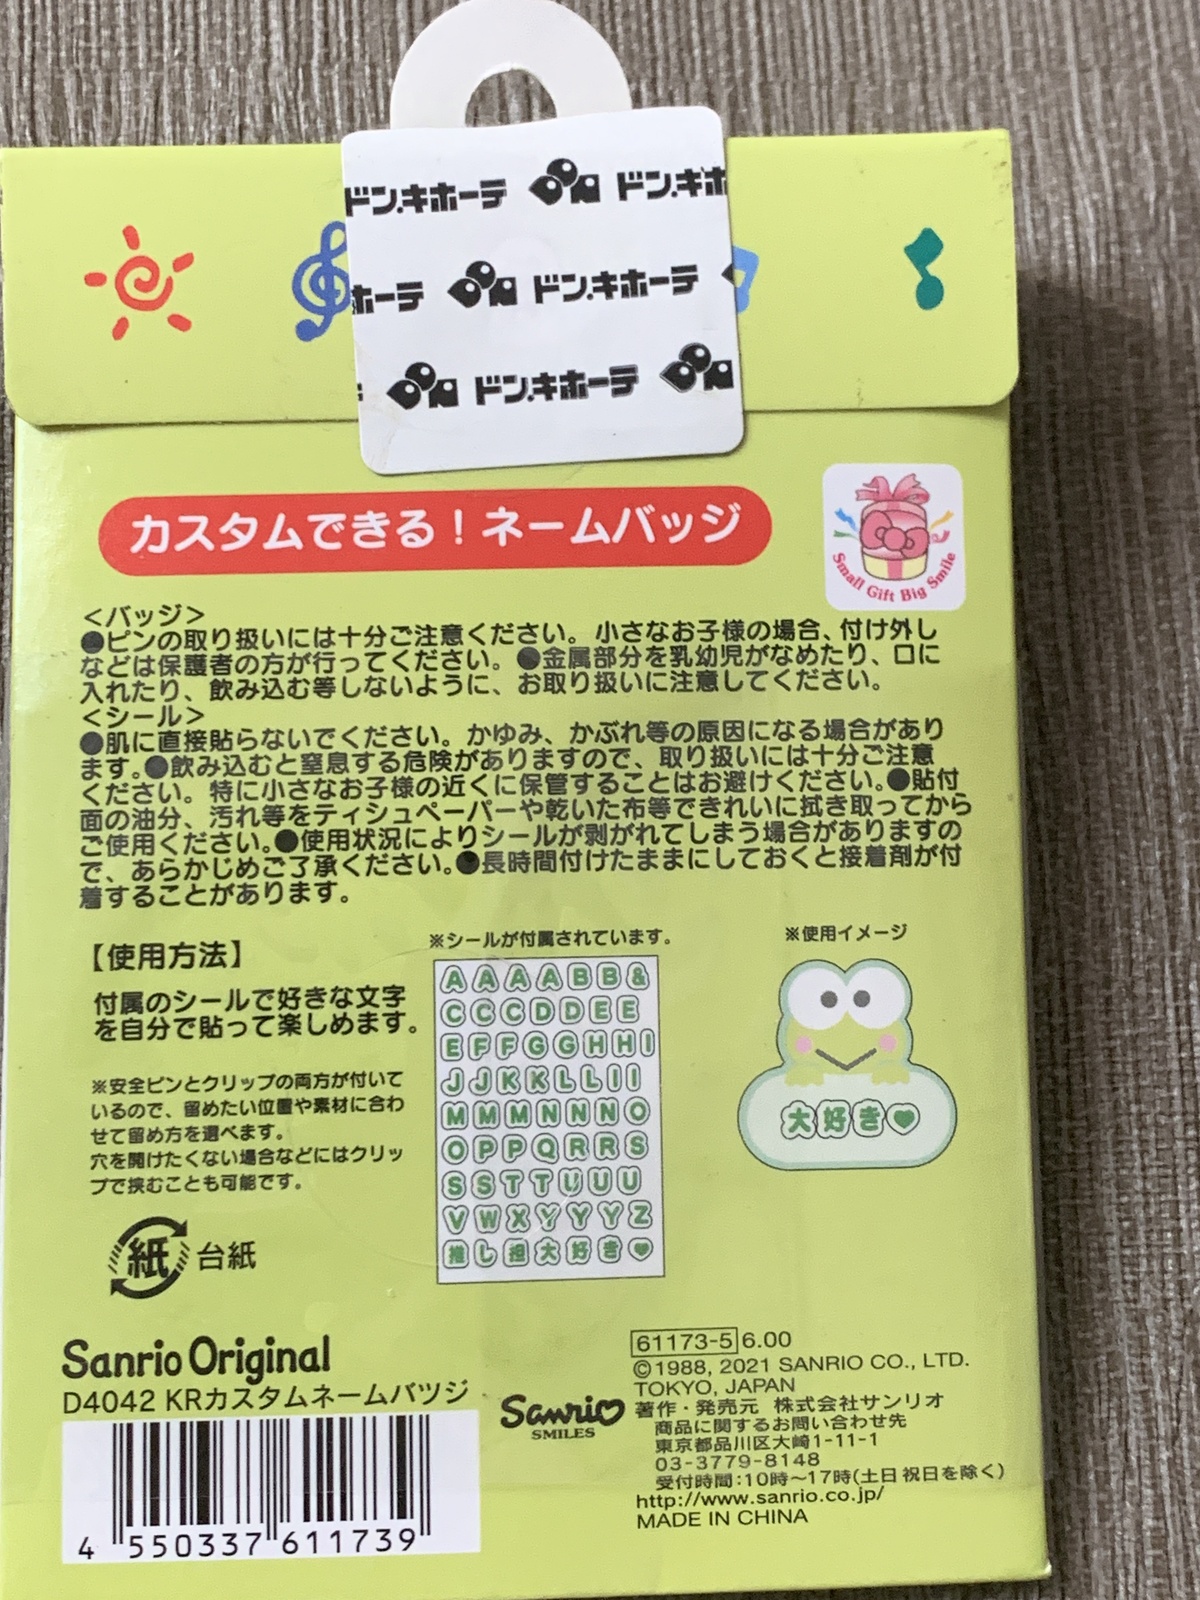 ドン.キホーテ ドン.キホ
ホーテ ドン.キホーテ
ドン.キホーテ
カスタムできる！ネームバッジ
Small Gift Big Smile
＜バッジ＞
●ピンの取り扱いには十分ご注意ください。小さなお子様の場合、付け外し
などは保護者の方が行ってください。●金属部分を乳幼児がなめたり、口に
入れたり、飲み込む等しないように、お取り扱いに注意してください。
＜シール＞
●肌に直接貼らないでください。かゆみ、かぶれ等の原因になる場合があり
ます。●飲み込むと窒息する危険がありますので、取り扱いには十分ご注意
ください。特に小さなお子様の近くに保管することはお避けください。●貼付
面の油分、汚れ等をティシュペーパーや乾いた布等できれいに拭き取ってから
ご使用ください。●使用状況によりシールが剥がれてしまう場合がありますの
で、あらかじめご了承ください。●長時間付けたままにしておくと接着剤が付
着することがあります。
【使用方法】
付属のシールで好きな文字
を自分で貼って楽しめます。
※安全ピンとクリップの両方が付いて
いるので、留めたい位置や素材に合わ
せて留め方を選べます。
穴を開けたくない場合などにはクリッ
プで挟むことも可能です。
紙 台紙
※シールが付属されています。
A A A A B B &
C C C D D E E
E F F G G H H I
J J K K L L I I
M M M N N N O
O P P Q R R S
S S T T U U U
V W X Y Y Y Z
推 し 担 大 好 き ♥
※使用イメージ
大好き♥
Sanrio Original
D4042 KRカスタムネームバツジ
4 550337 611739
Sanrio
SMILES
61173-5 6.00
©1988, 2021 SANRIO CO., LTD.
TOKYO, JAPAN
著作・発売元 株式会社サンリオ
商品に関するお問い合わせ先
東京都品川区大崎1-11-1
03-3779-8148
受付時間：10時～17時(土日祝日を除く)
http://www.sanrio.co.jp/
MADE IN CHINA